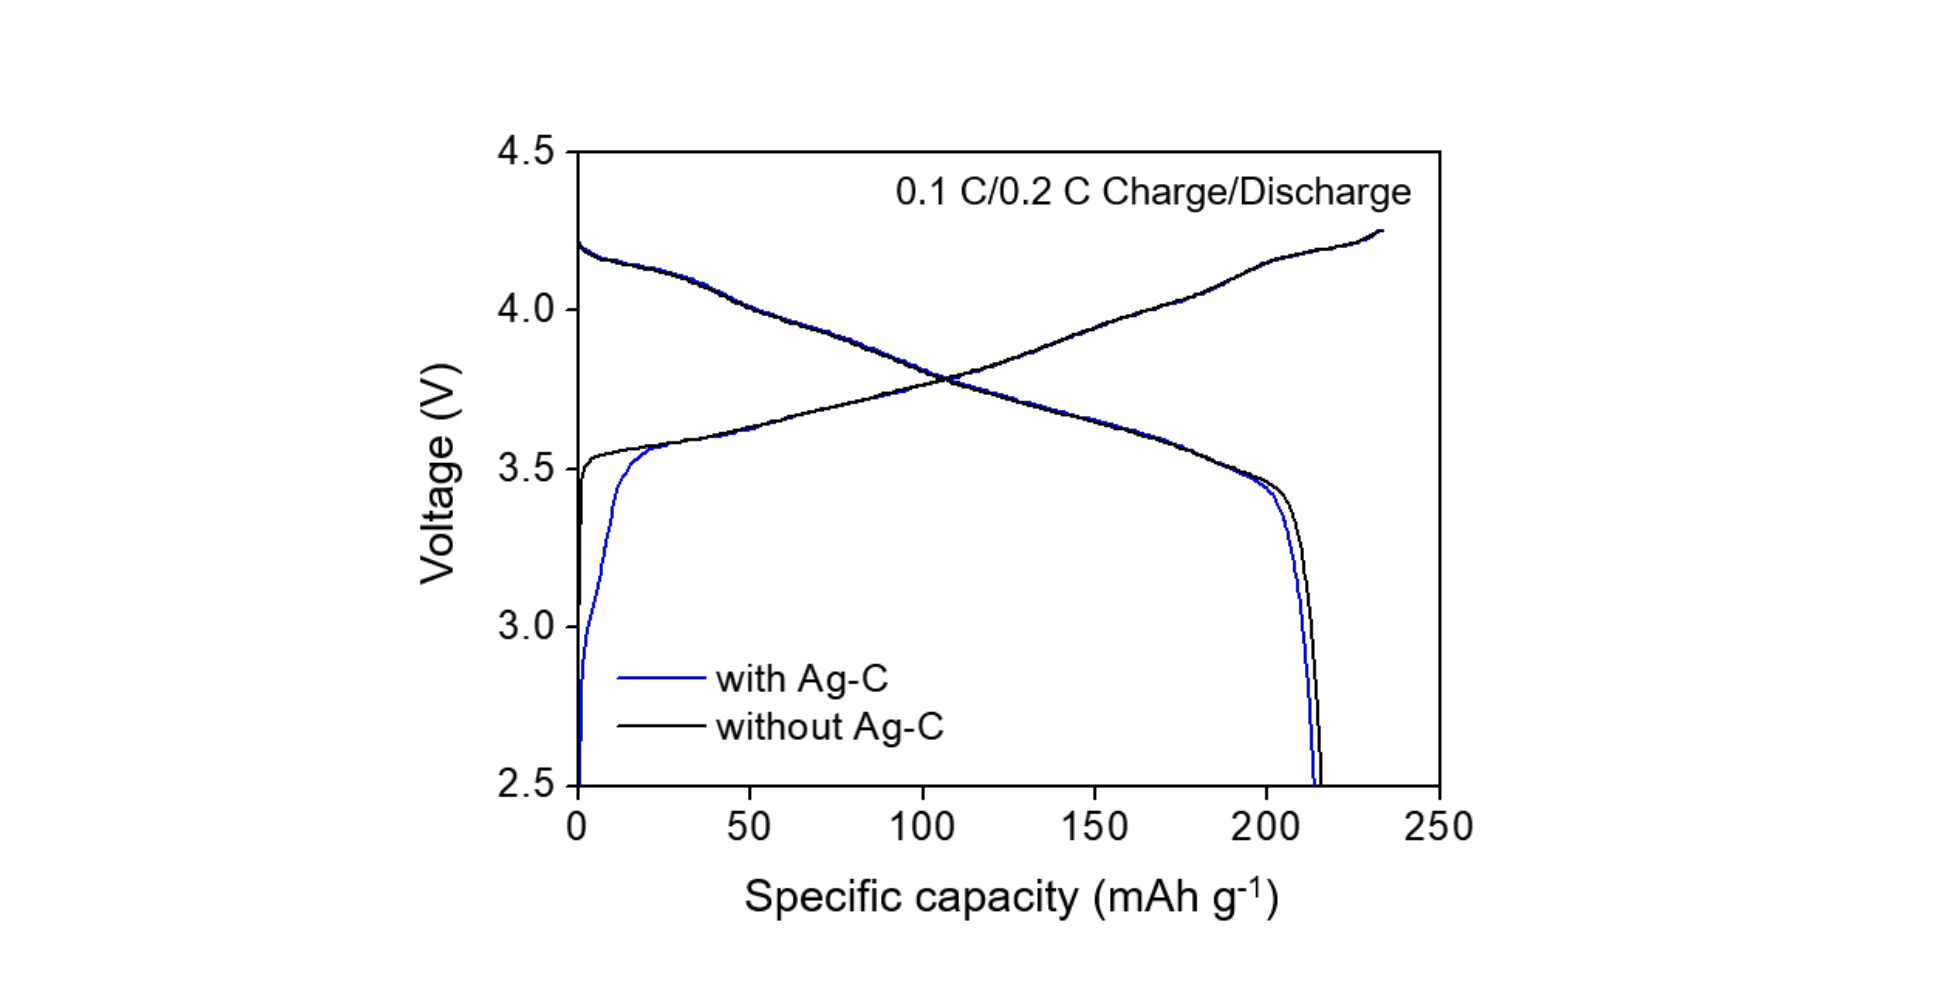 0.1 C/0.2 C Charge/Discharge
4.5
4.0
3.5
3.0
2.5
Voltage (V)
with Ag-C
without Ag-C
0 50 100 150 200 250
Specific capacity (mAh g⁻¹)